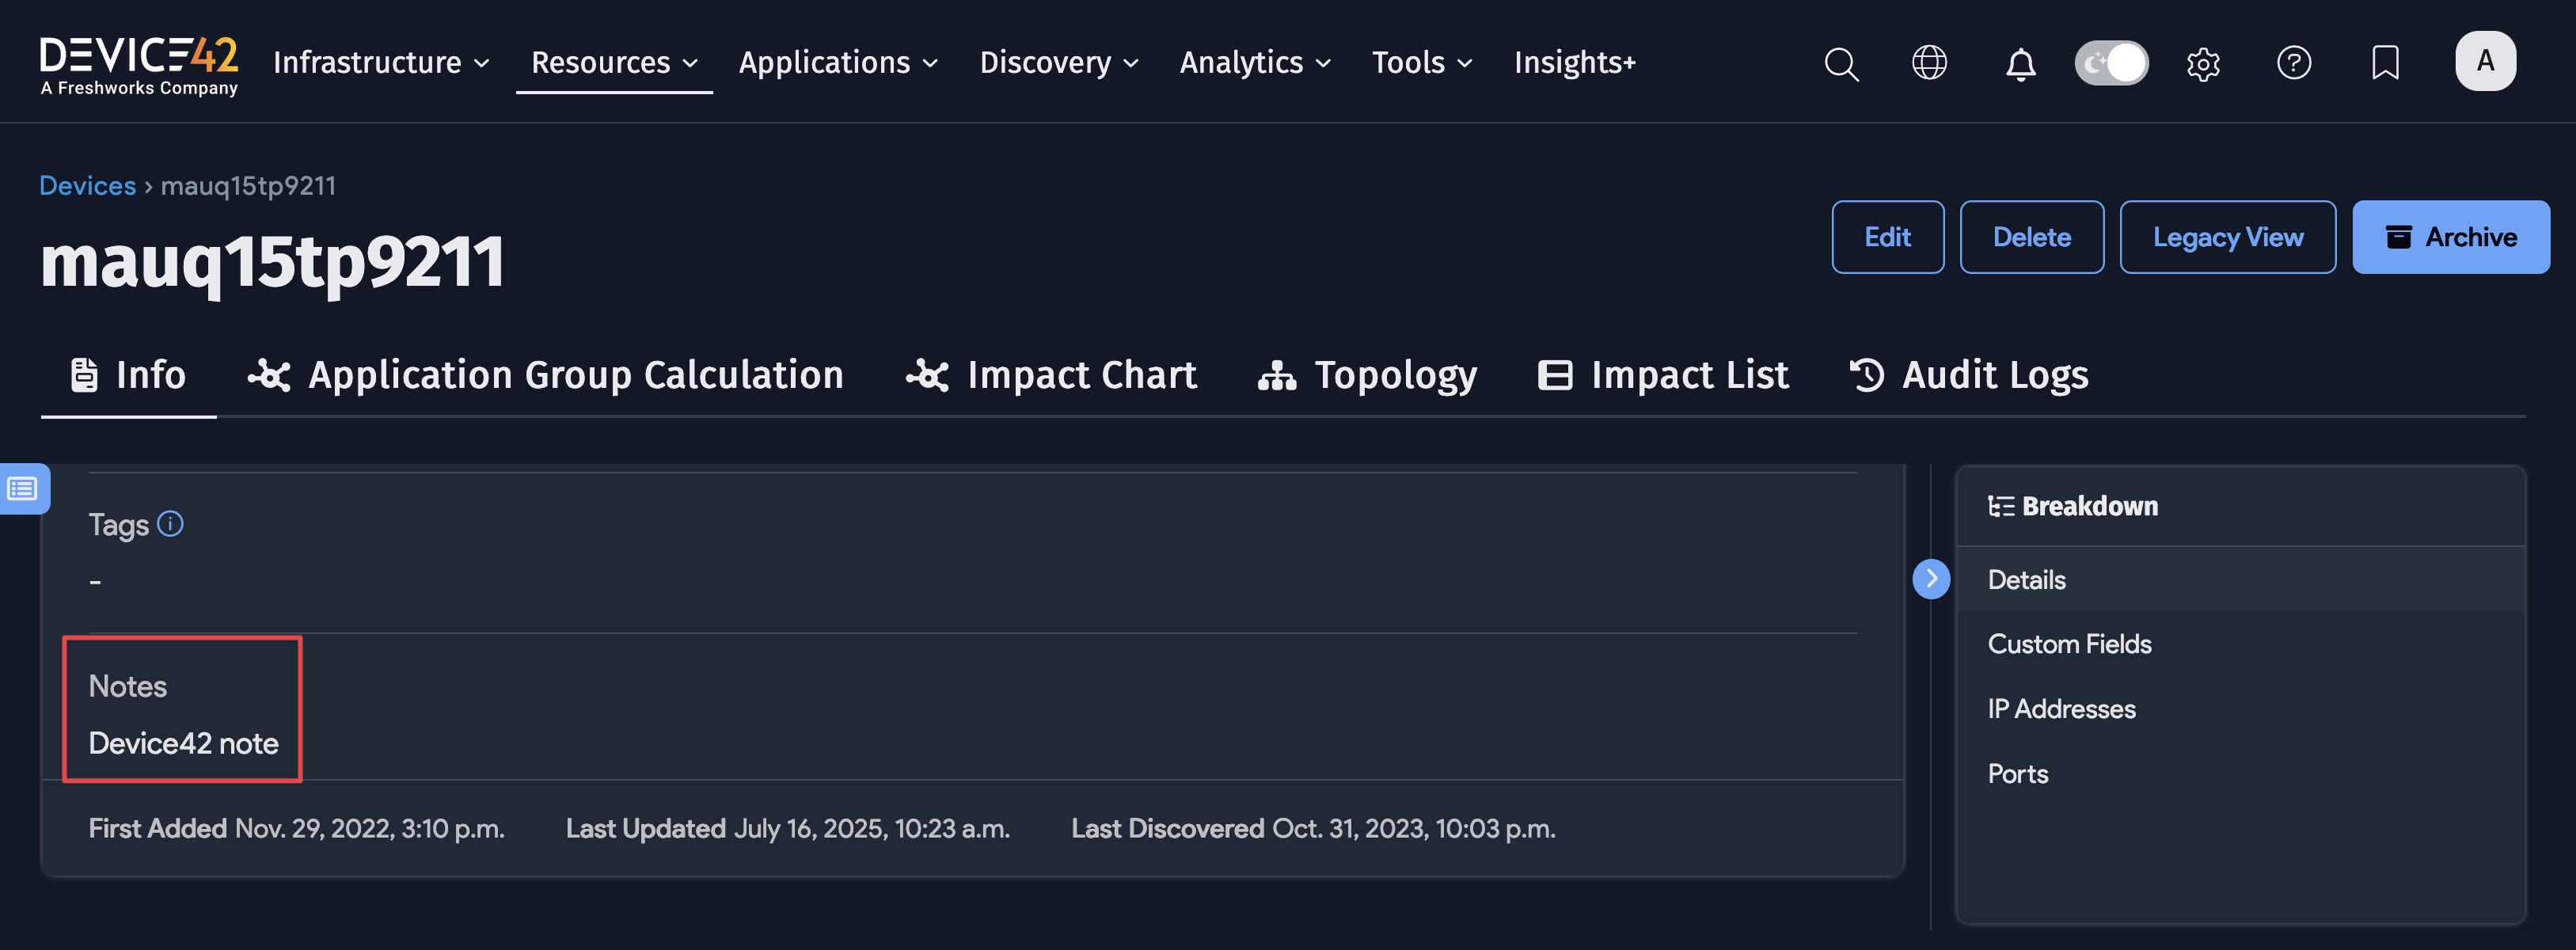 DEVICE42
A Freshworks Company
Infrastructure
Resources
Applications
Discovery
Analytics
Tools
Insights+
A
Devices › mauq15tp9211
mauq15tp9211
Edit
Delete
Legacy View
Archive
Info
Application Group Calculation
Impact Chart
Topology
Impact List
Audit Logs
Tags
-
Notes
Device42 note
First Added Nov. 29, 2022, 3:10 p.m.
Last Updated July 16, 2025, 10:23 a.m.
Last Discovered Oct. 31, 2023, 10:03 p.m.
Breakdown
Details
Custom Fields
IP Addresses
Ports